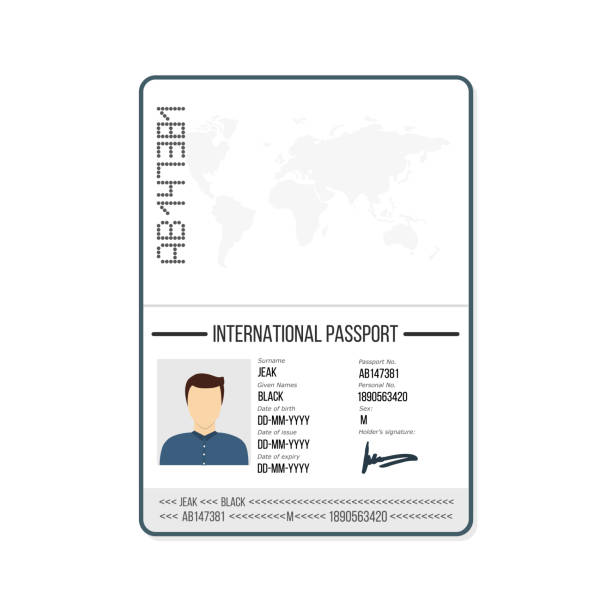 AB147381
INTERNATIONAL PASSPORT
Surname
JEAK
Given Names
BLACK
Date of birth
DD-MM-YYYY
Date of issue
DD-MM-YYYY
Date of expiry
DD-MM-YYYY
Passport No.
AB147381
Personal No.
1890563420
Sex:
M
Holder's signature:
<<< JEAK <<< BLACK <<<<<<<<<<<<<<<<<<<<<<<<<<<<<<<<<<
<<< AB147381 <<<<<<<<<M<<<<< 1890563420 <<<<<<<<<<